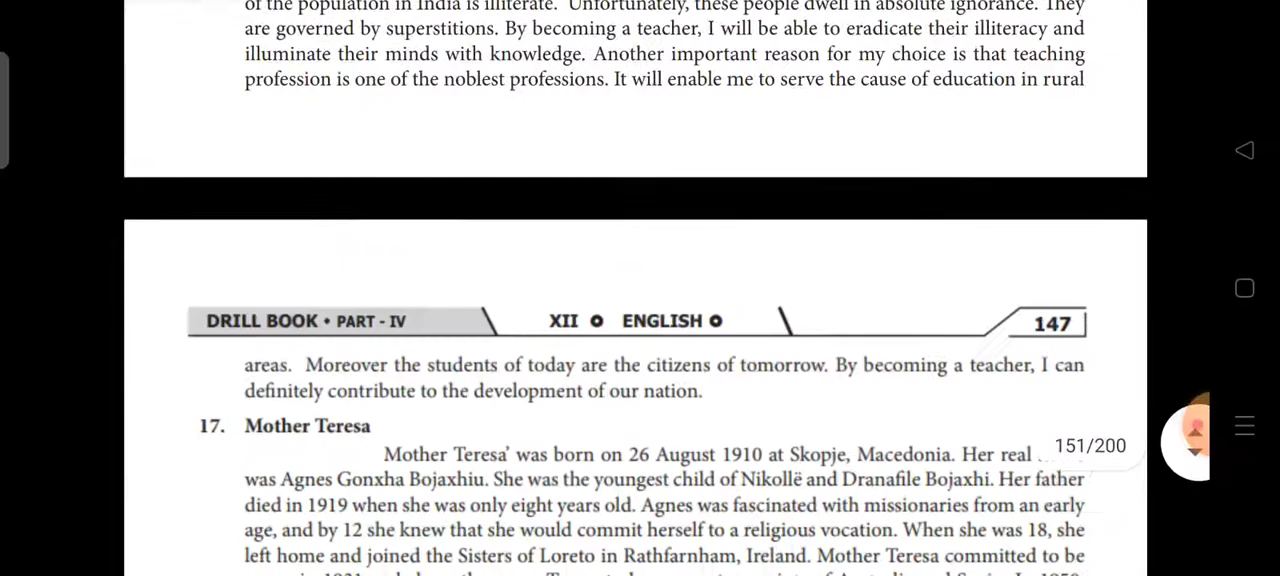 of the population in India is illiterate. Unfortunately, these people dwell in absolute ignorance. They
are governed by superstitions. By becoming a teacher, I will be able to eradicate their illiteracy and
illuminate their minds with knowledge. Another important reason for my choice is that teaching
profession is one of the noblest professions. It will enable me to serve the cause of education in rural
DRILL BOOK • PART - IV XII ENGLISH 147
areas. Moreover the students of today are the citizens of tomorrow. By becoming a teacher, I can
definitely contribute to the development of our nation.
17. Mother Teresa
151/200
Mother Teresa' was born on 26 August 1910 at Skopje, Macedonia. Her real
was Agnes Gonxha Bojaxhiu. She was the youngest child of Nikollë and Dranafile Bojaxhi. Her father
died in 1919 when she was only eight years old. Agnes was fascinated with missionaries from an early
age, and by 12 she knew that she would commit herself to a religious vocation. When she was 18, she
left home and joined the Sisters of Loreto in Rathfarnham, Ireland. Mother Teresa committed to be